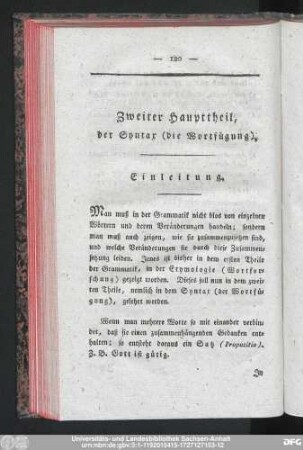 — 120 —
Zweiter Haupttheil,
der Syntax (die Wortfügung).
Einleitung.
Man muß in der Grammatik nicht blos von einzelnen
Wörtern und deren Veränderungen handeln; sondern
man muß auch zeigen, wie sie zusammenzusetzen sind,
und welche Veränderungen sie durch diese Zusammen-
setzung leiden. Jenes ist bisher in dem ersten Theile
der Grammatik, in der Etymologie (Wortfor-
schung) gezeigt worden. Dieses soll nun in dem zwei-
ten Theile, nemlich in dem Syntax (der Wortfü-
gung), gelehrt werden.
Wenn man mehrere Worte so mit einander verbin-
det, daß sie einen zusammenhängenden Gedanken ent-
halten; so entsteht daraus ein Satz (Propositio).
Z. B. Gott ist gütig.
In
Universitäts- und Landesbibliothek Sachsen-Anhalt
urn:nbn:de:gbv:3:1-1192015415-173727127153-12
DFG